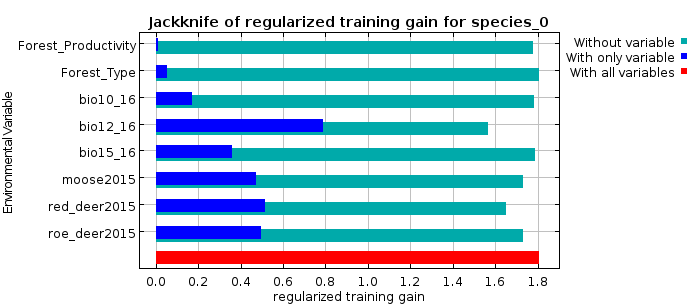 Jackknife of regularized training gain for species_0
Forest_Productivity
Forest_Type
bio10_16
bio12_16
bio15_16
moose2015
red_deer2015
roe_deer2015
Environmental Variable
0.0 0.2 0.4 0.6 0.8 1.0 1.2 1.4 1.6 1.8
regularized training gain
Without variable
With only variable
With all variables